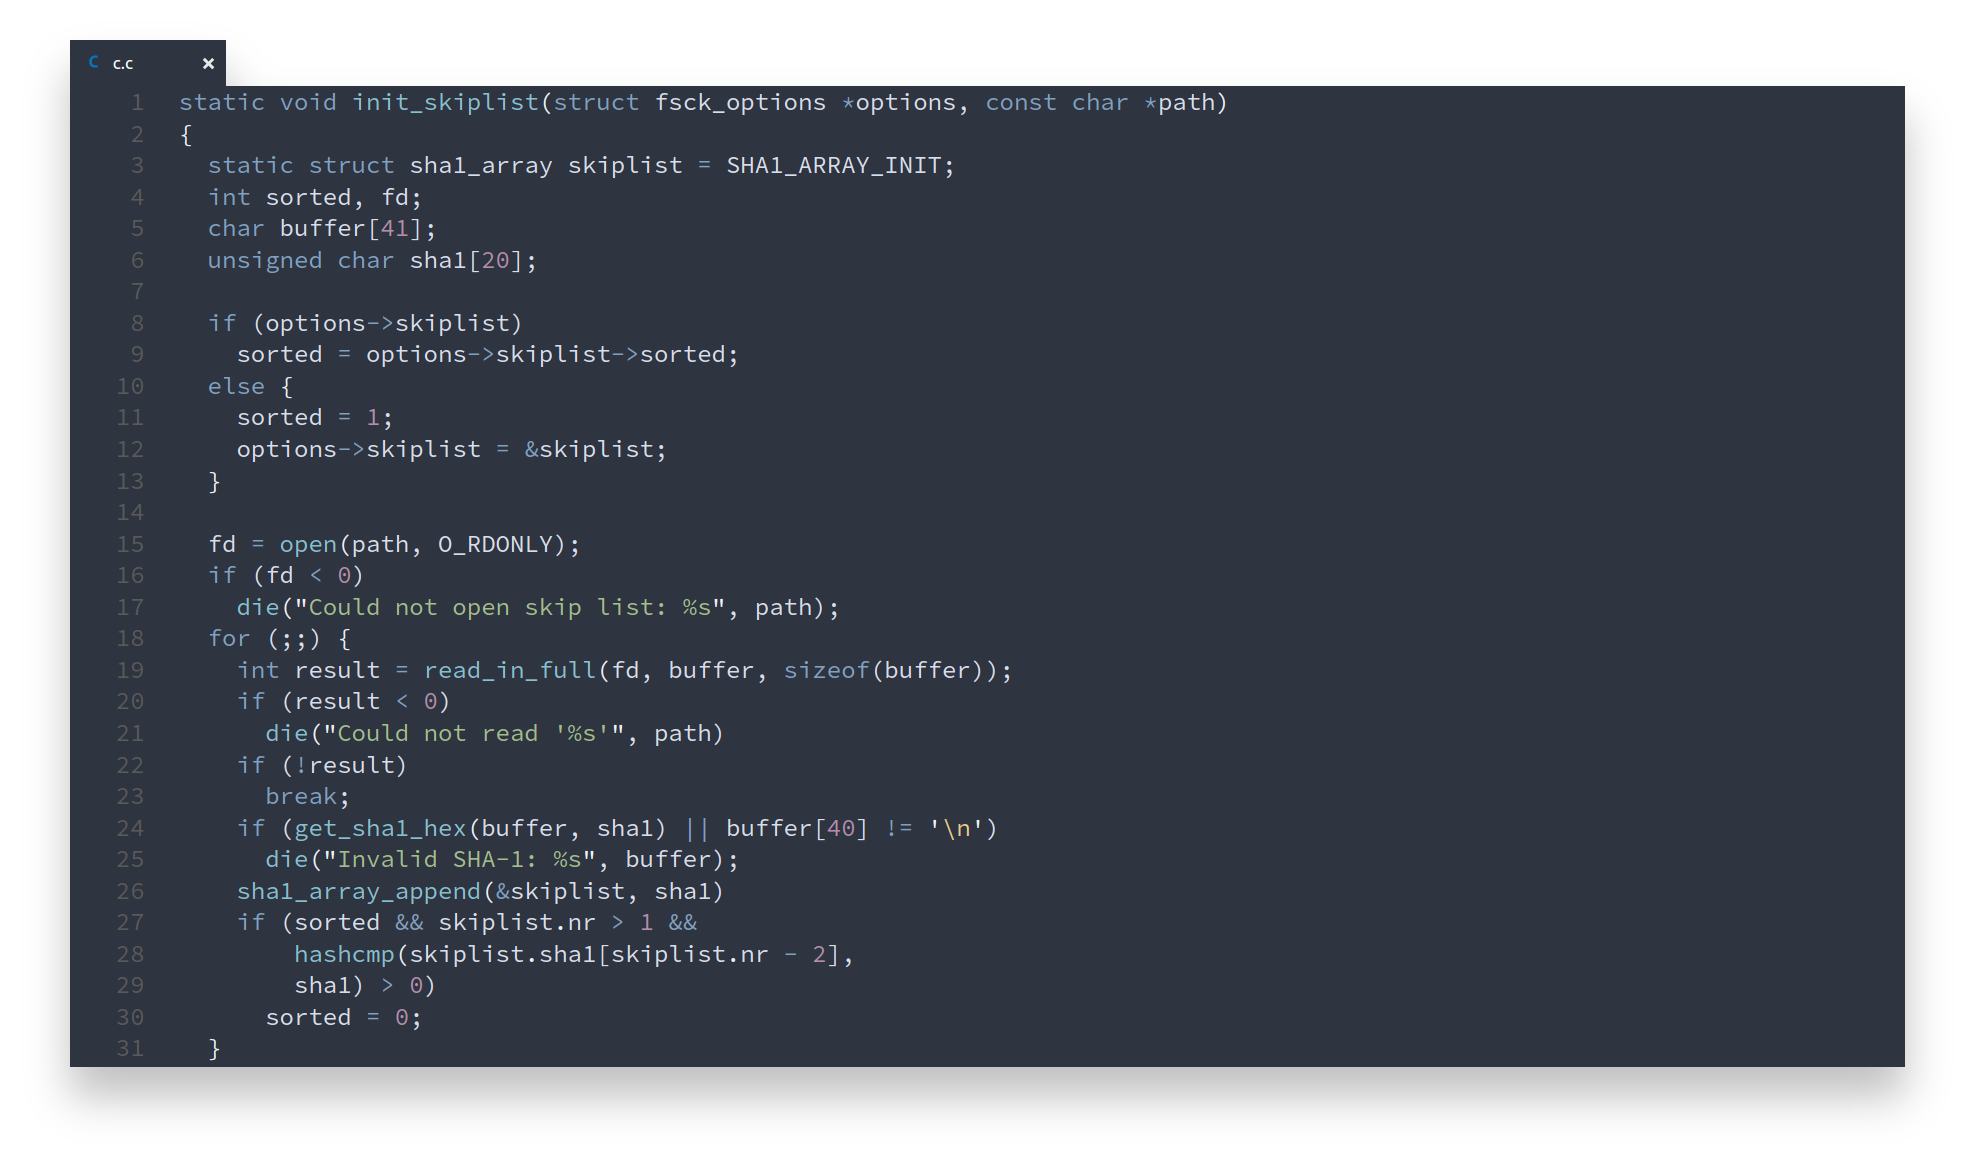 C c.c ×
1 static void init_skiplist(struct fsck_options *options, const char *path)
2 {
3   static struct sha1_array skiplist = SHA1_ARRAY_INIT;
4   int sorted, fd;
5   char buffer[41];
6   unsigned char sha1[20];
7
8   if (options->skiplist)
9     sorted = options->skiplist->sorted;
10   else {
11     sorted = 1;
12     options->skiplist = &skiplist;
13   }
14
15   fd = open(path, O_RDONLY);
16   if (fd < 0)
17     die("Could not open skip list: %s", path);
18   for (;;) {
19     int result = read_in_full(fd, buffer, sizeof(buffer));
20     if (result < 0)
21       die("Could not read '%s'", path)
22     if (!result)
23       break;
24     if (get_sha1_hex(buffer, sha1) || buffer[40] != '\n')
25       die("Invalid SHA-1: %s", buffer);
26     sha1_array_append(&skiplist, sha1)
27     if (sorted && skiplist.nr > 1 &&
28         hashcmp(skiplist.sha1[skiplist.nr - 2],
29         sha1) > 0)
30       sorted = 0;
31   }